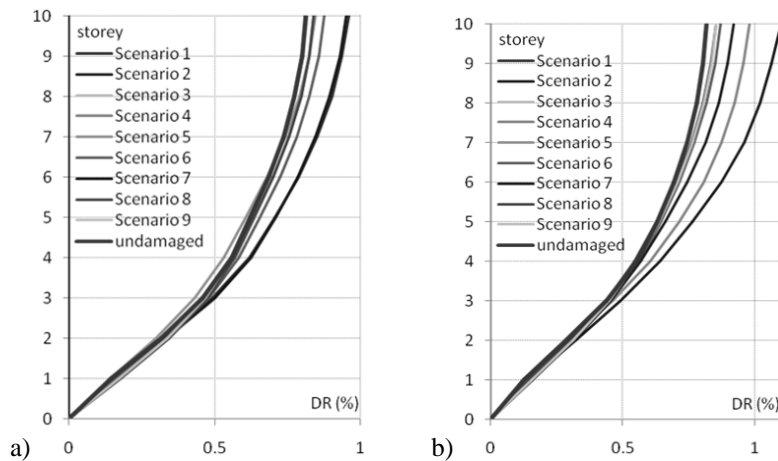 10
9
8
7
6
5
4
3
2
1
0
storey
Scenario 1
Scenario 2
Scenario 3
Scenario 4
Scenario 5
Scenario 6
Scenario 7
Scenario 8
Scenario 9
undamaged
DR (%)
0
0.5
1
a)
10
9
8
7
6
5
4
3
2
1
0
storey
Scenario 1
Scenario 2
Scenario 3
Scenario 4
Scenario 5
Scenario 6
Scenario 7
Scenario 8
Scenario 9
undamaged
DR (%)
0
0.5
1
b)